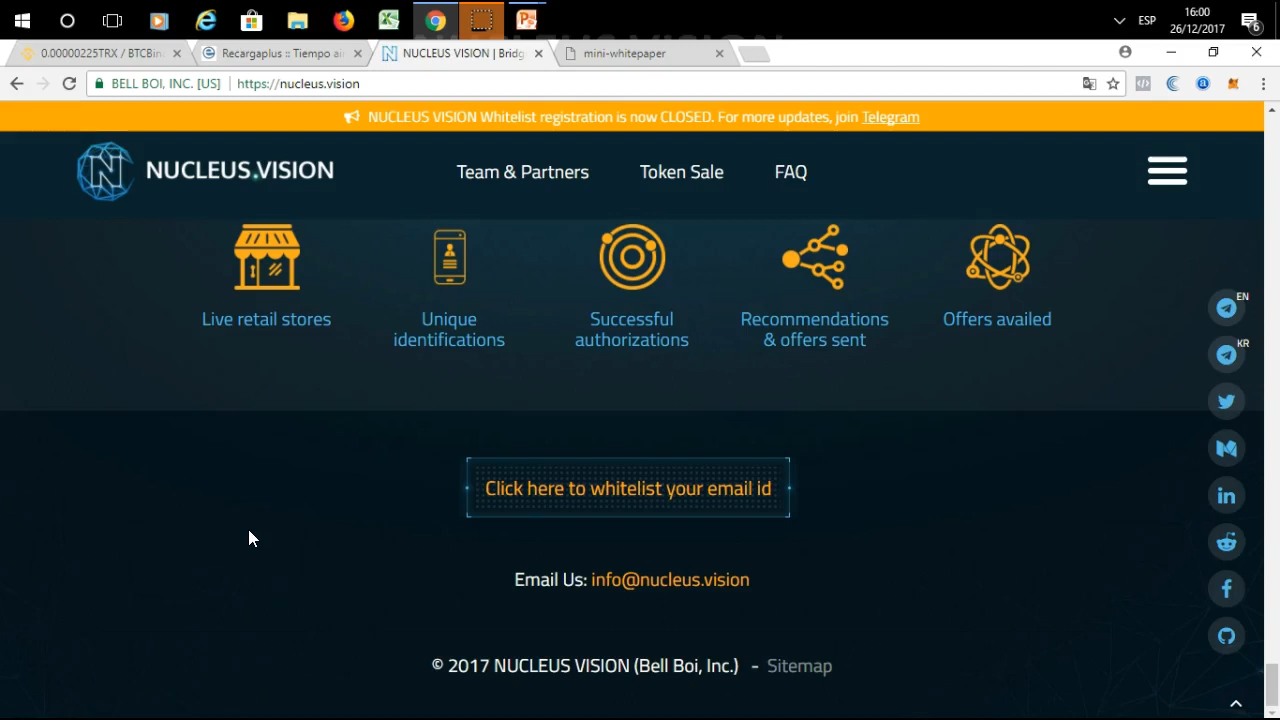 ESP
16:00
26/12/2017
6
0.00000225TRX / BTCBin
Recargaplus :: Tiempo ai
NUCLEUS VISION | Bridg
mini-whitepaper
BELL BOI, INC. [US]
https://nucleus.vision
NUCLEUS VISION Whitelist registration is now CLOSED. For more updates, join Telegram
NUCLEUS.VISION
Team & Partners
Token Sale
FAQ
Live retail stores
Unique
identifications
Successful
authorizations
Recommendations
& offers sent
Offers availed
EN
KR
Click here to whitelist your email id
Email Us: info@nucleus.vision
© 2017 NUCLEUS VISION (Bell Boi, Inc.) - Sitemap